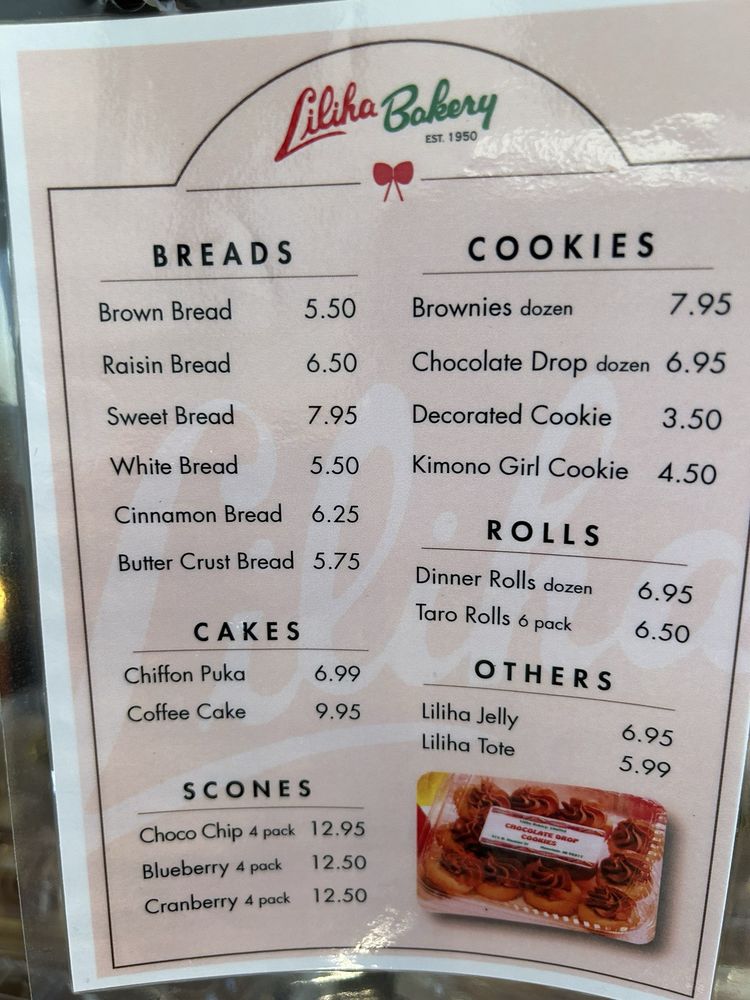 Liliha Bakery
EST. 1950
BREADS
Brown Bread 5.50
Raisin Bread 6.50
Sweet Bread 7.95
White Bread 5.50
Cinnamon Bread 6.25
Butter Crust Bread 5.75
CAKES
Chiffon Puka 6.99
Coffee Cake 9.95
SCONES
Choco Chip 4 pack 12.95
Blueberry 4 pack 12.50
Cranberry 4 pack 12.50
COOKIES
Brownies dozen 7.95
Chocolate Drop dozen 6.95
Decorated Cookie 3.50
Kimono Girl Cookie 4.50
ROLLS
Dinner Rolls dozen 6.95
Taro Rolls 6 pack 6.50
OTHERS
Liliha Jelly 6.95
Liliha Tote 5.99
CHOCOLATE DROP
COOKIES
Liliha